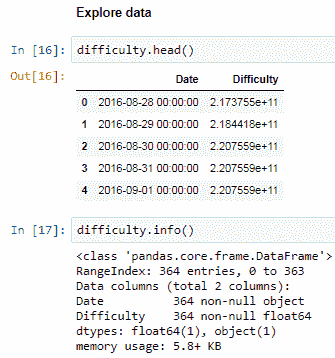 Explore data
In [16]: difficulty.head()
Out[16]:
Date Difficulty
0 2016-08-28 00:00:00 2.173755e+11
1 2016-08-29 00:00:00 2.184418e+11
2 2016-08-30 00:00:00 2.207559e+11
3 2016-08-31 00:00:00 2.207559e+11
4 2016-09-01 00:00:00 2.207559e+11
In [17]: difficulty.info()
<class 'pandas.core.frame.DataFrame'>
RangeIndex: 364 entries, 0 to 363
Data columns (total 2 columns):
Date 364 non-null object
Difficulty 364 non-null float64
dtypes: float64(1), object(1)
memory usage: 5.8+ KB